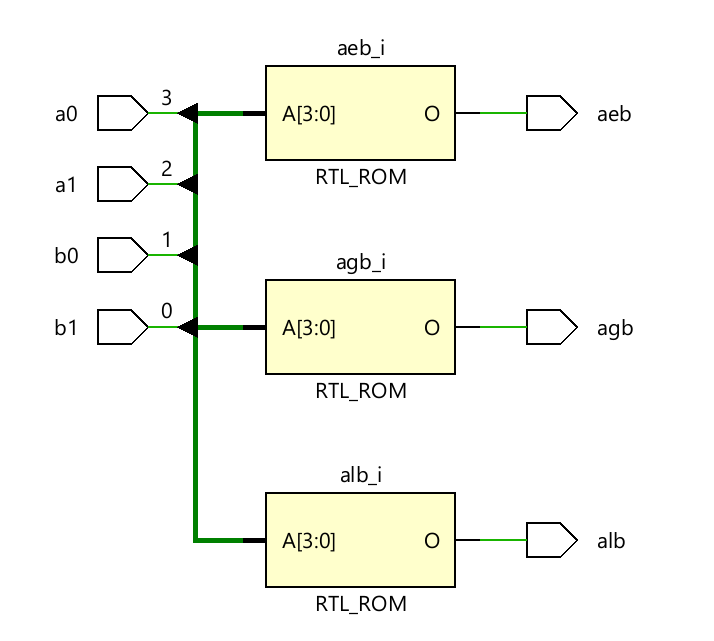 aeb_i
a0 3 A[3:0] O aeb
RTL_ROM
a1 2
b0 1
agb_i
b1 0 A[3:0] O agb
RTL_ROM
alb_i
A[3:0] O alb
RTL_ROM